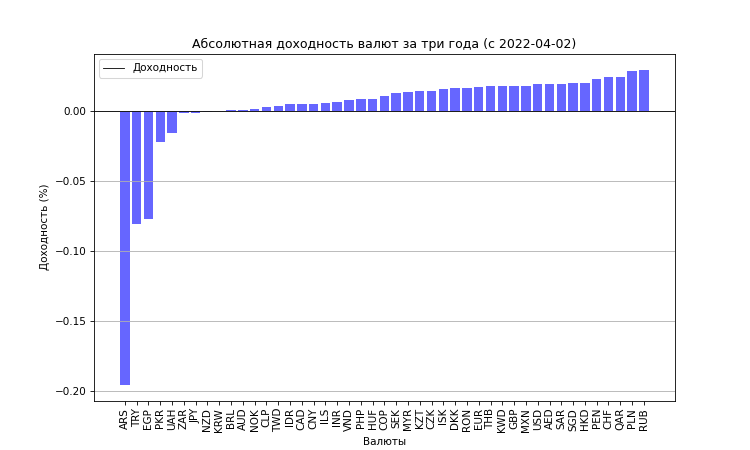 Абсолютная доходность валют за три года (с 2022-04-02)
Доходность
0.00
−0.05
−0.10
−0.15
−0.20
Доходность (%)
ARS TRY EGP PKR UAH ZAR JPY NZD KRW BRL AUD NOK CLP TWD IDR CAD CNY ILS INR VND PHP HUF COP SEK MYR KZT CZK ISK DKK RON EUR THB KWD GBP MXN USD AED SAR SGD HKD PEN CHF QAR PLN RUB
Валюты